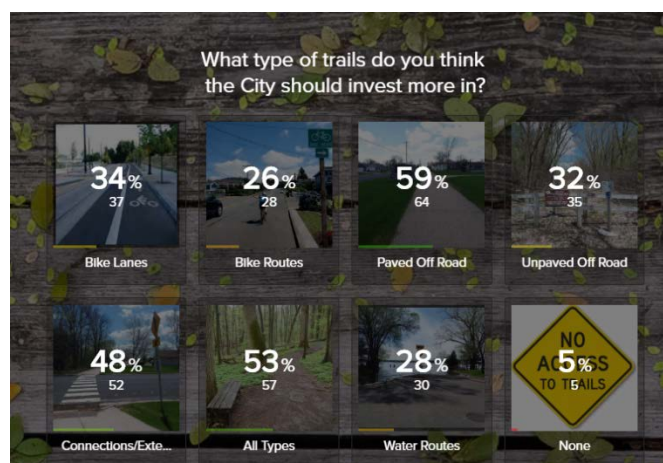 What type of trails do you think
the City should invest more in?
34%
37
Bike Lanes
26%
28
Bike Routes
59%
64
Paved Off Road
32%
35
Unpaved Off Road
48%
52
Connections/Exte...
53%
57
All Types
28%
30
Water Routes
NO
ACCESS
TO TRAILS
5%
5
None